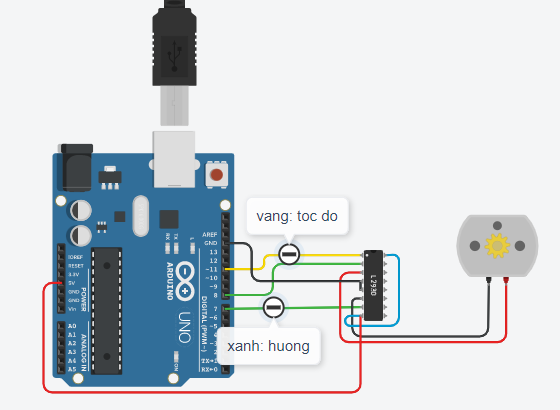 vang: toc do
AREF
GND
13
12
~11
~10
~9
8
7
~6
~5
4
~3
2
TX→1
RX←0
TX
RX
L
IOREF
RESET
3.3V
5V
GND
GND
Vin
POWER
A0
A1
A2
A3
A4
A5
ANALOG IN
ARDUINO
UNO
DIGITAL (PWM~)
ON
L293D
xanh: huong